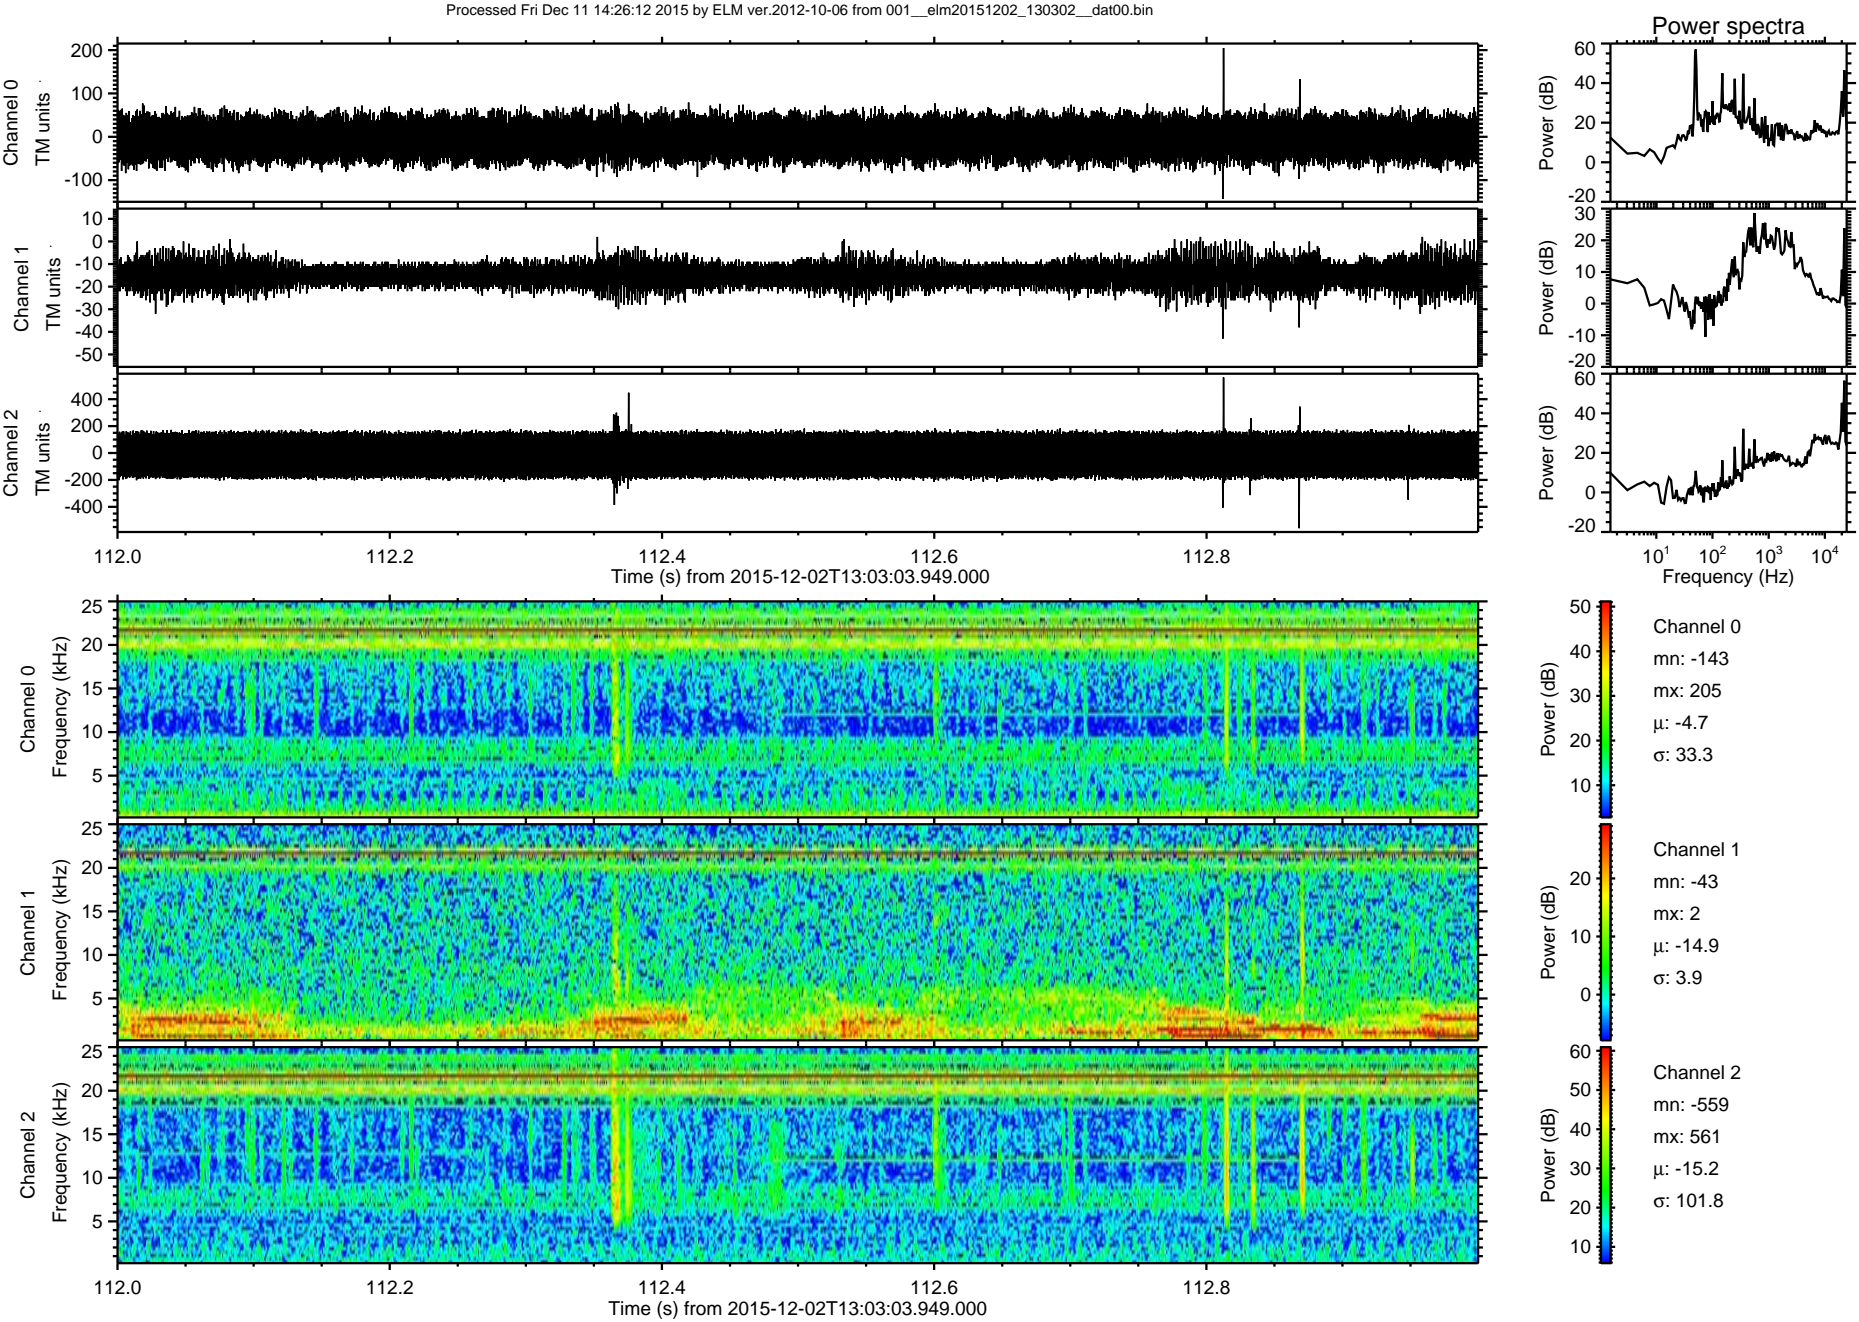 Processed Fri Dec 11 14:26:12 2015 by ELM ver.2012-10-06 from 001__elm20151202_130302__dat00.bin
Power spectra
Channel 0
TM units
200
100
0
-100
Power (dB)
60
40
20
0
-20
Channel 1
TM units
10
0
-10
-20
-30
-40
-50
Power (dB)
30
20
10
0
-10
-20
Channel 2
TM units
400
200
0
-200
-400
Power (dB)
60
40
20
0
-20
112.0 112.2 112.4 112.6 112.8
Time (s) from 2015-12-02T13:03:03.949.000
10¹ 10² 10³ 10⁴
Frequency (Hz)
Channel 0
Frequency (kHz)
25
20
15
10
5
Power (dB)
50
40
30
20
10
Channel 0
mn: -143
mx: 205
µ: -4.7
σ: 33.3
Channel 1
Frequency (kHz)
25
20
15
10
5
Power (dB)
20
10
0
Channel 1
mn: -43
mx: 2
µ: -14.9
σ: 3.9
Channel 2
Frequency (kHz)
25
20
15
10
5
Power (dB)
60
50
40
30
20
10
Channel 2
mn: -559
mx: 561
µ: -15.2
σ: 101.8
112.0 112.2 112.4 112.6 112.8
Time (s) from 2015-12-02T13:03:03.949.000